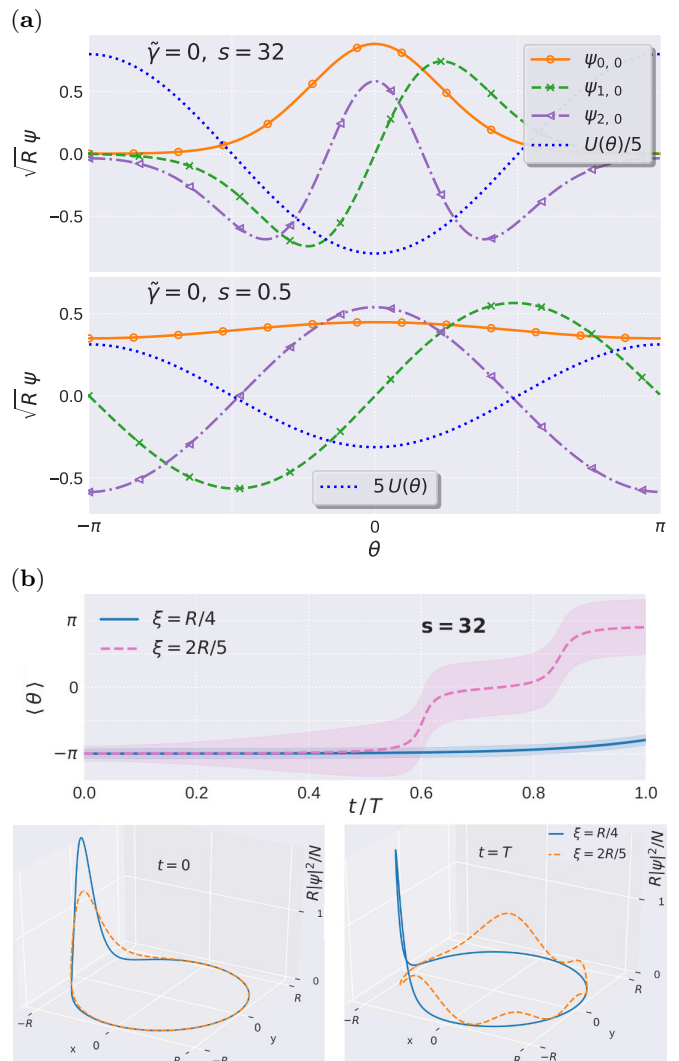 (a)
γ̃ = 0, s = 32
ψ₀, ₀
ψ₁, ₀
ψ₂, ₀
U(θ)/5
0.5
0.0
−0.5
√R ψ
γ̃ = 0, s = 0.5
0.5
0.0
−0.5
√R ψ
5 U(θ)
−π
0
π
θ
(b)
ξ = R/4
ξ = 2R/5
s = 32
π
0
−π
⟨θ⟩
0.0
0.2
0.4
0.6
0.8
1.0
t/T
t = 0
R|ψ|²/N
1
0
R
0
−R
y
−R
0
R
x
t = T
ξ = R/4
ξ = 2R/5
R|ψ|²/N
1
0
R
0
−R
y
−R
0
R
x